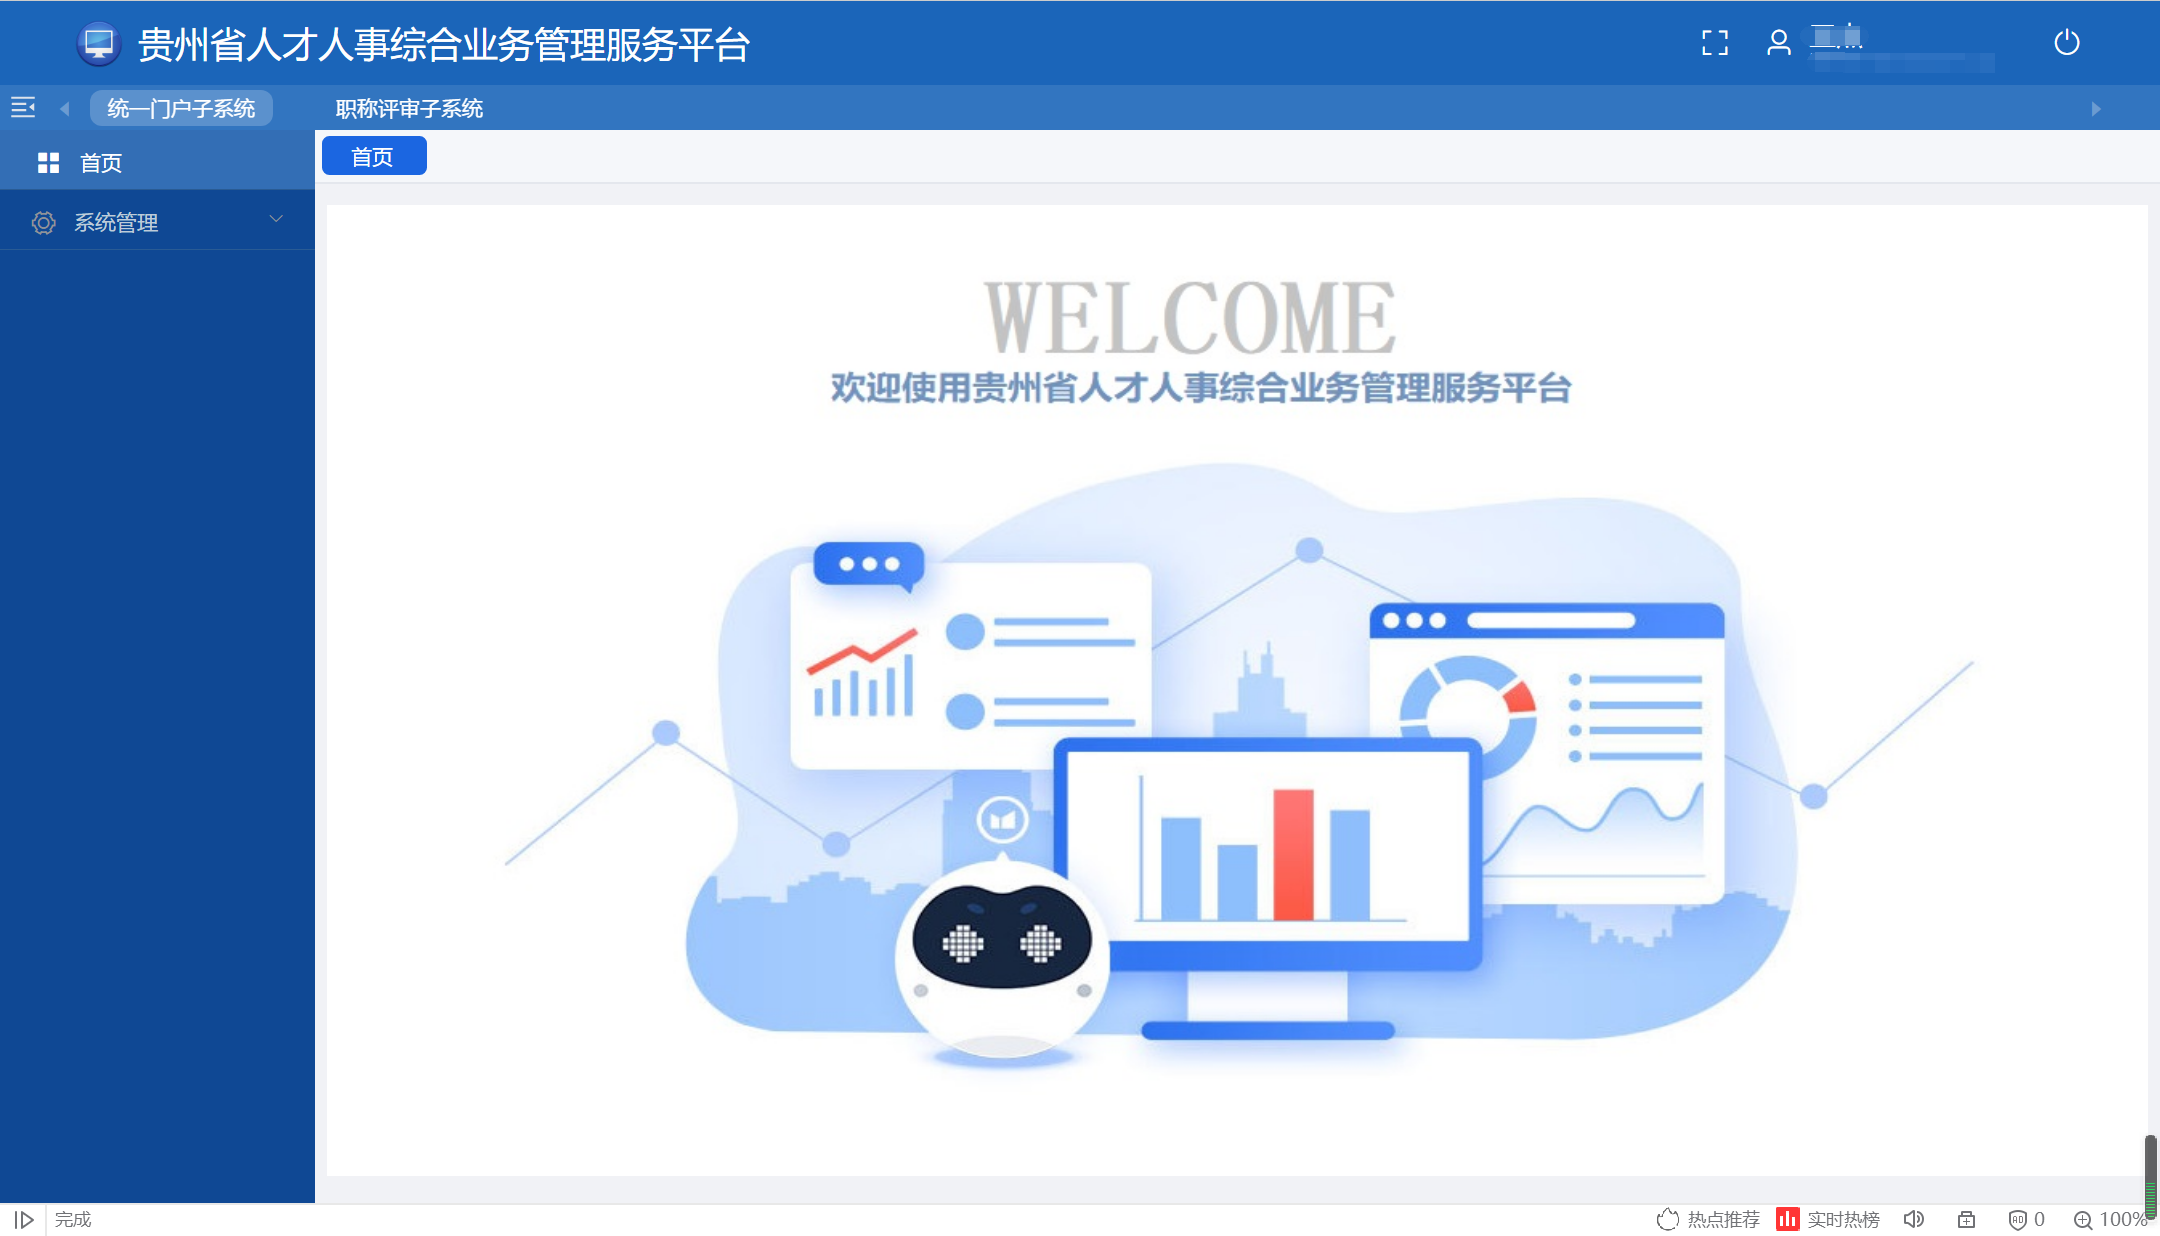 贵州省人才人事综合业务管理服务平台
统一门户子系统
职称评审子系统
首页
首页
系统管理
WELCOME
欢迎使用贵州省人才人事综合业务管理服务平台
完成
热点推荐
实时热榜
AD
0
100%